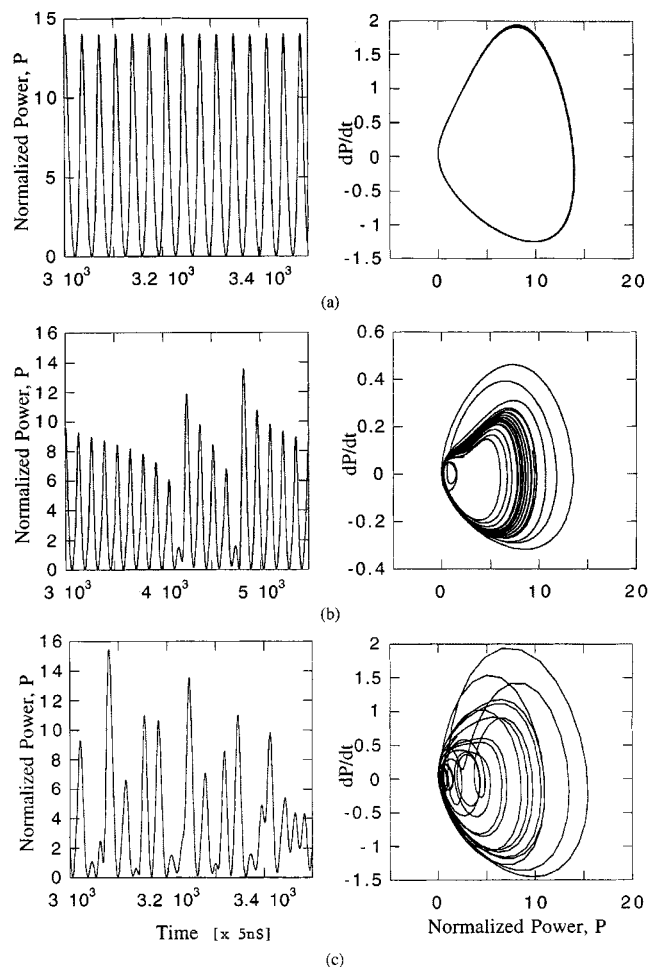 Normalized Power, P
15
10
5
0
3 10³ 3.2 10³ 3.4 10³
dP/dt
2
1.5
1
0.5
0
-0.5
-1
-1.5
0 10 20
(a)
Normalized Power, P
16
14
12
10
8
6
4
2
0
3 10³ 4 10³ 5 10³
dP/dt
0.6
0.4
0.2
0
-0.2
-0.4
0 10 20
(b)
Normalized Power, P
16
14
12
10
8
6
4
2
0
3 10³ 3.2 10³ 3.4 10³
Time [x 5nS]
dP/dt
2
1.5
1
0.5
0
-0.5
-1
-1.5
0 10 20
Normalized Power, P
(c)